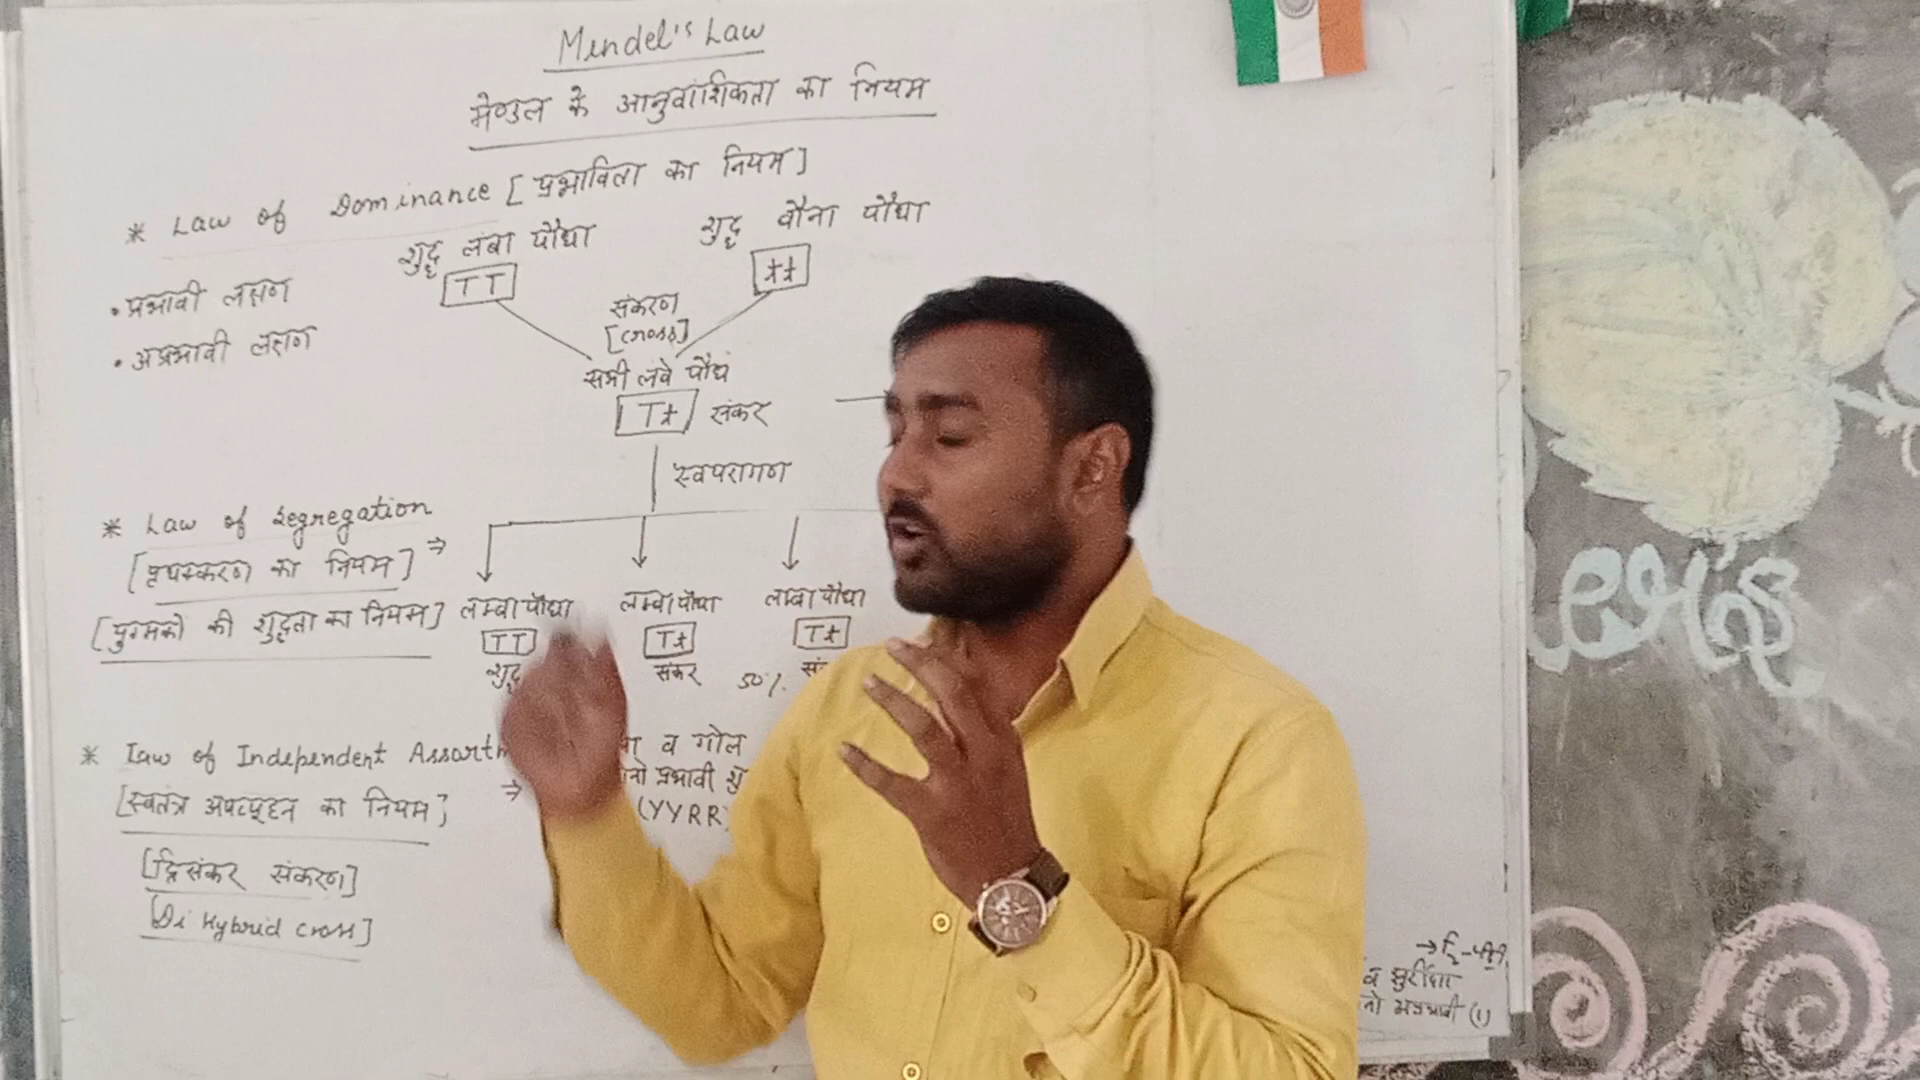 Mendel's Law
मेण्डल के आनुवांशिकता का नियम
* Law of Dominance [प्रभाविता का नियम]
शुद्ध लंबा पौधा
शुद्ध बौना पौधा
TT
tt
• प्रभावी लक्षण
• अप्रभावी लक्षण
संकरण
[cross]
सभी लंबे पौधे
Tt संकर
स्वपरागण
* Law of Segregation
[पृथक्करण का नियम] ⇒
[युग्मकों की शुद्धता का नियम]
लम्बा पौधा
लम्बा पौधा
लम्बा पौधा
TT
Tt
Tt
शुद्ध
संकर
50%
* Law of Independent Assortm
[स्वतंत्र अपव्यूहन का नियम] ⇒
व गोल
प्रभावी
(YYRR)
[द्विसंकर संकरण]
[Di Hybrid cross]